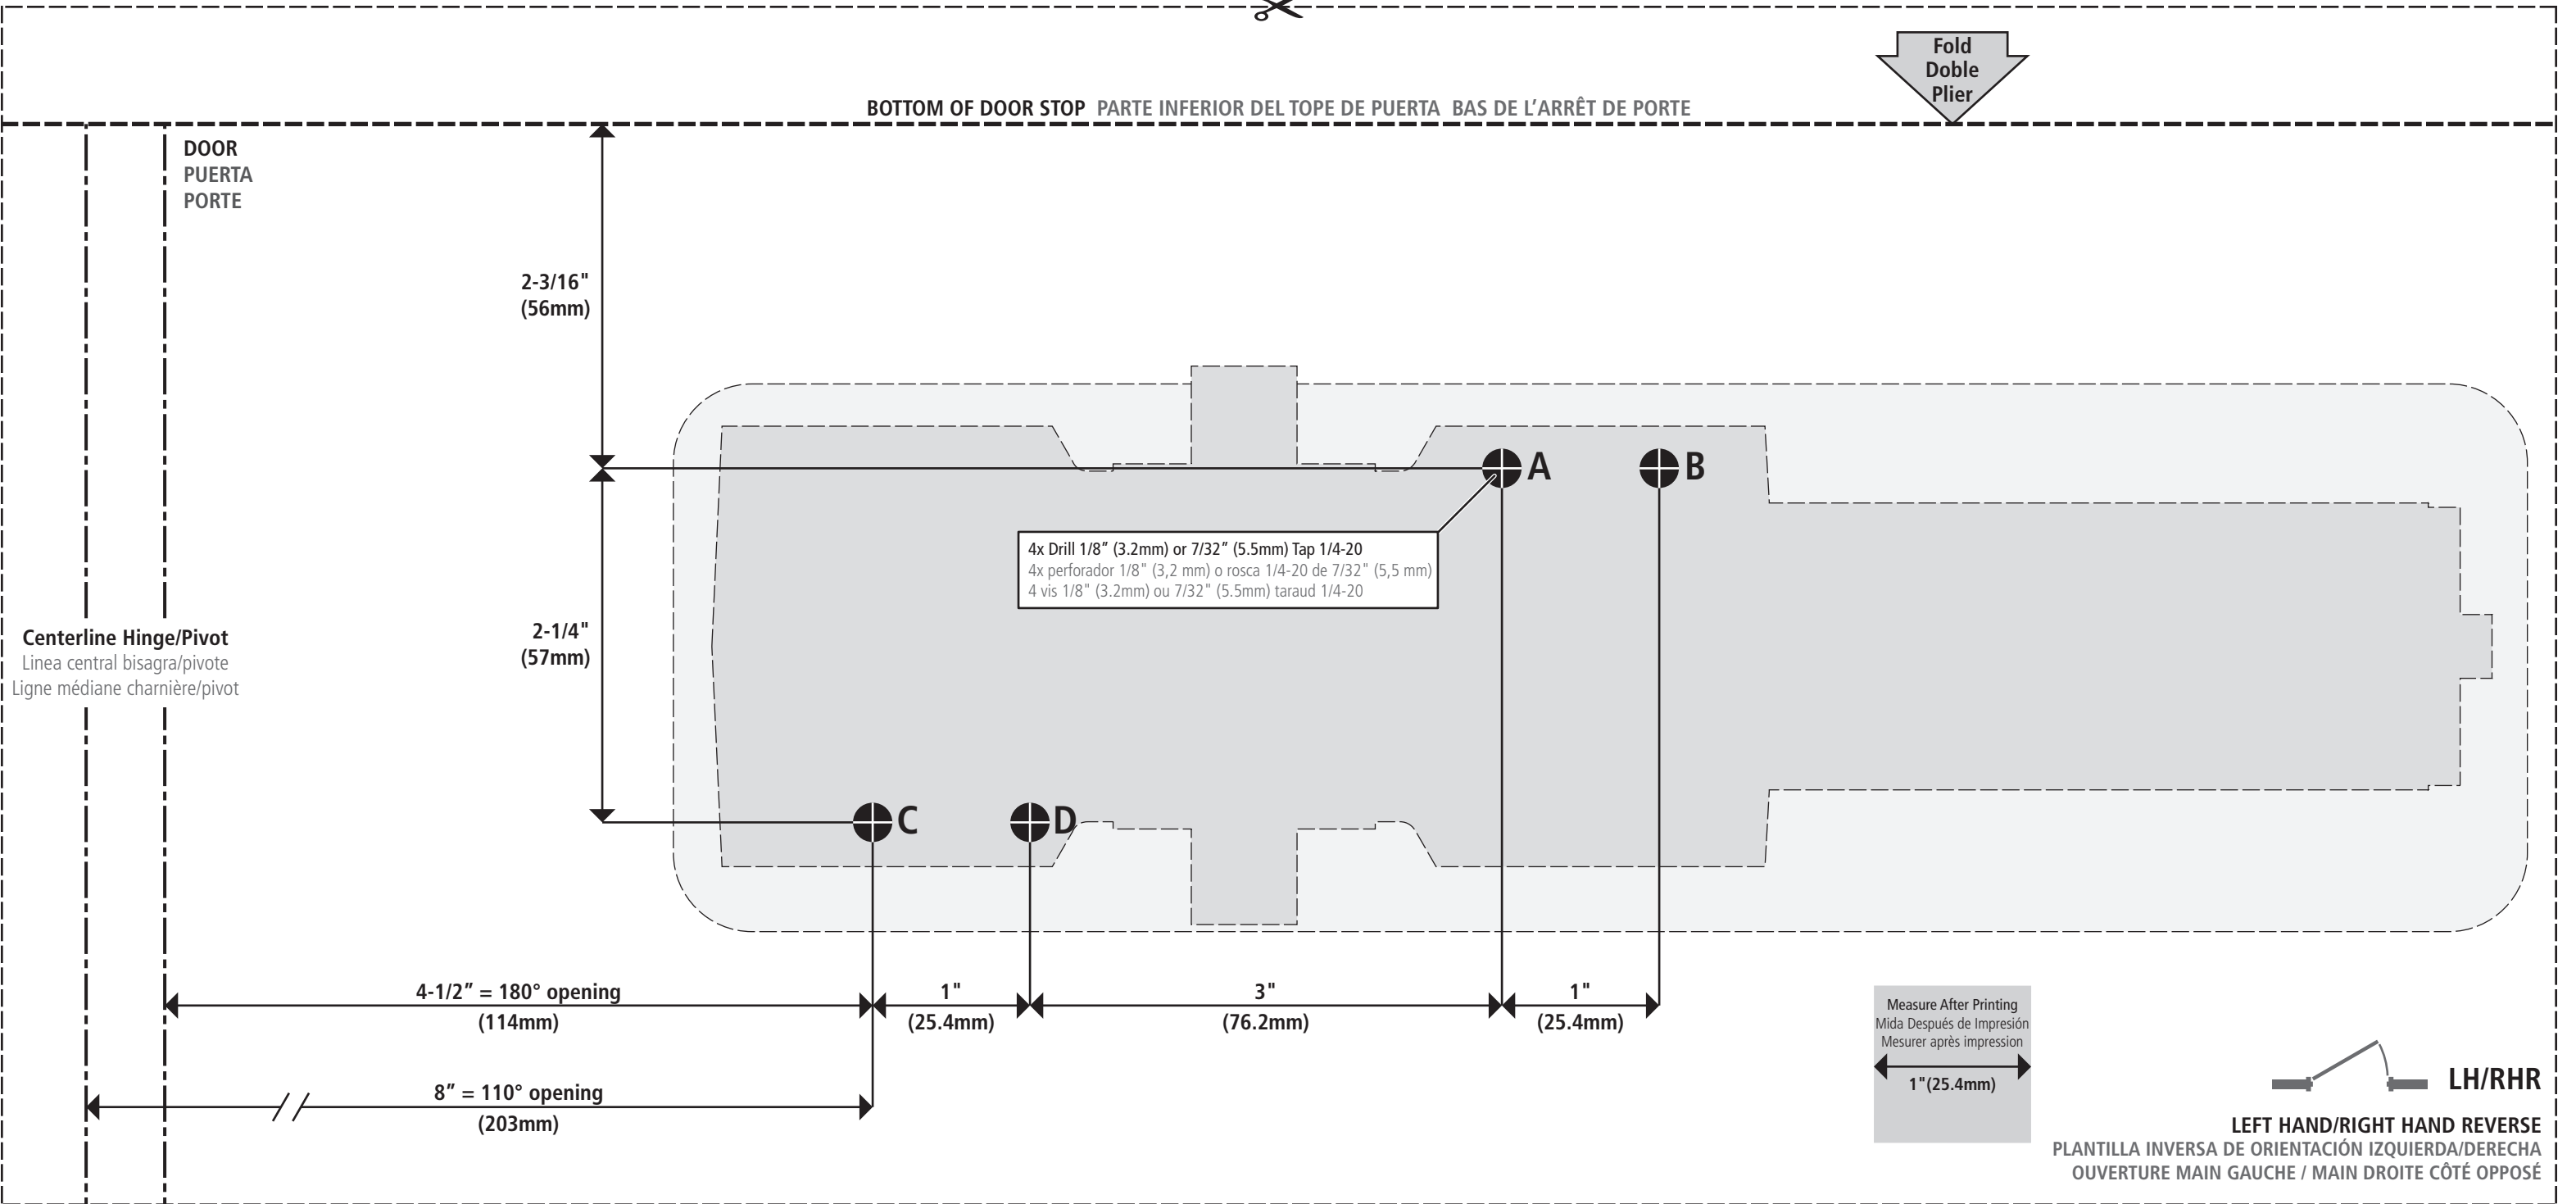 Fold
Doble
Plier
BOTTOM OF DOOR STOP PARTE INFERIOR DEL TOPE DE PUERTA BAS DE L’ARRÊT DE PORTE
DOOR
PUERTA
PORTE
2-3/16"
(56mm)
A
B
4x Drill 1/8” (3.2mm) or 7/32” (5.5mm) Tap 1/4-20
4x perforador 1/8" (3,2 mm) o rosca 1/4-20 de 7/32" (5,5 mm)
4 vis 1/8" (3.2mm) ou 7/32" (5.5mm) taraud 1/4-20
Centerline Hinge/Pivot
Linea central bisagra/pivote
Ligne médiane charnière/pivot
2-1/4"
(57mm)
C
D
4-1/2” = 180° opening
(114mm)
1"
(25.4mm)
3"
(76.2mm)
1"
(25.4mm)
8” = 110° opening
(203mm)
Measure After Printing
Mida Después de Impresión
Mesurer après impression
1"(25.4mm)
LH/RHR
LEFT HAND/RIGHT HAND REVERSE
PLANTILLA INVERSA DE ORIENTACIÓN IZQUIERDA/DERECHA
OUVERTURE MAIN GAUCHE / MAIN DROITE CÔTÉ OPPOSÉ